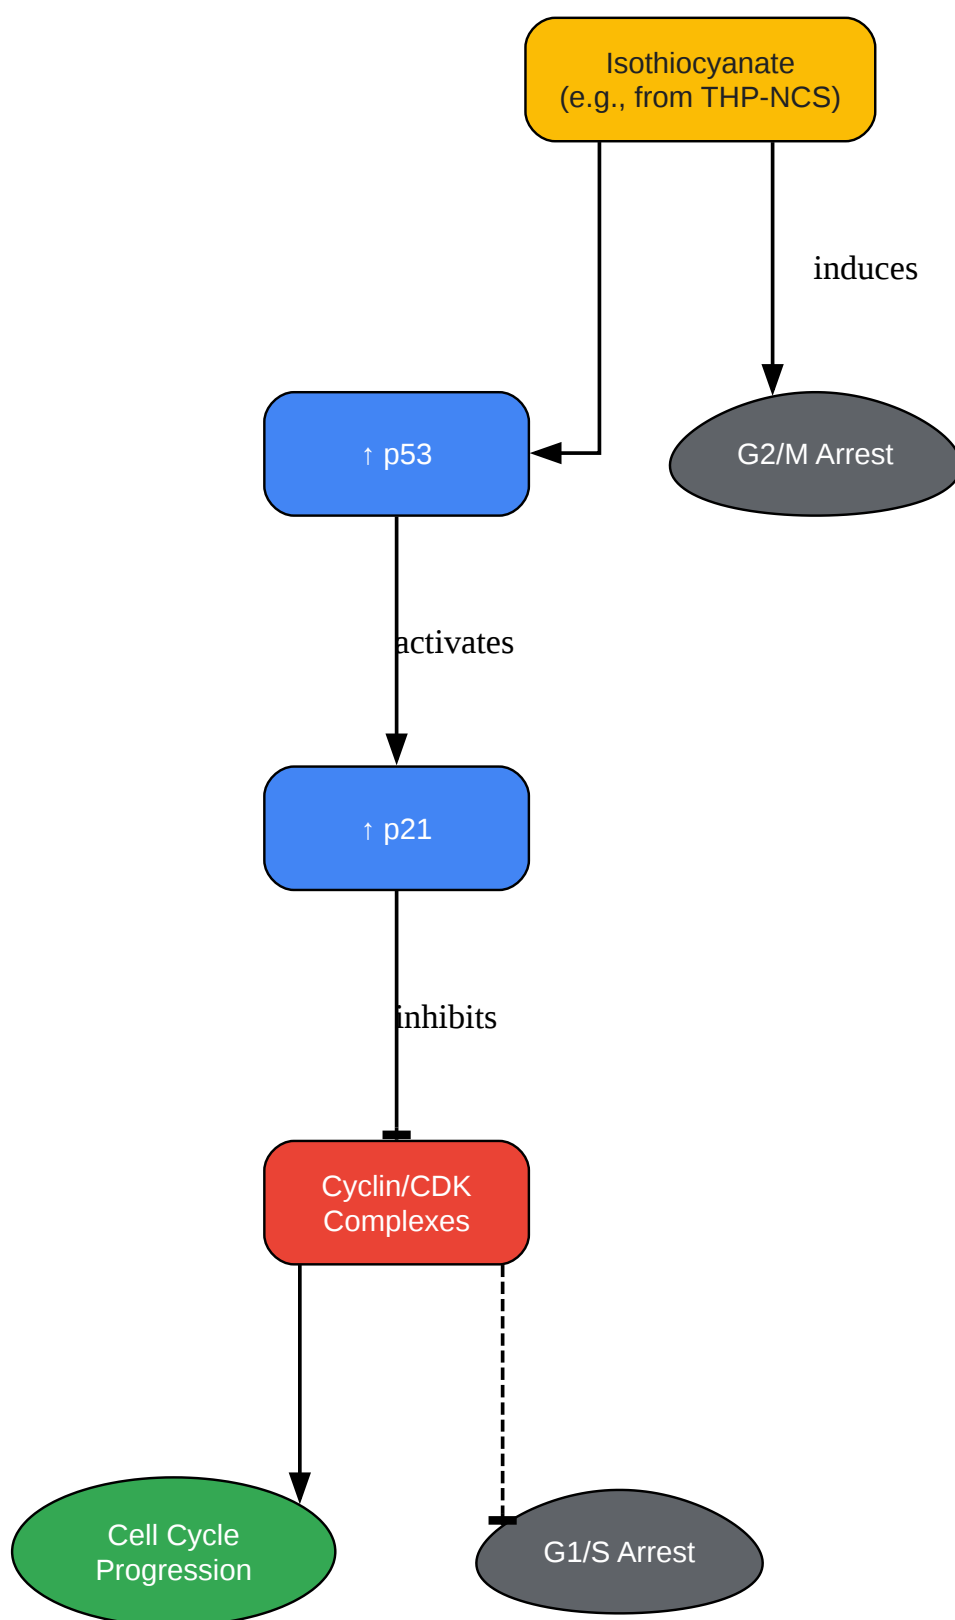 Isothiocyanate
(e.g., from THP-NCS)
induces
↑ p53
G2/M Arrest
activates
↑ p21
inhibits
Cyclin/CDK
Complexes
Cell Cycle
Progression
G1/S Arrest